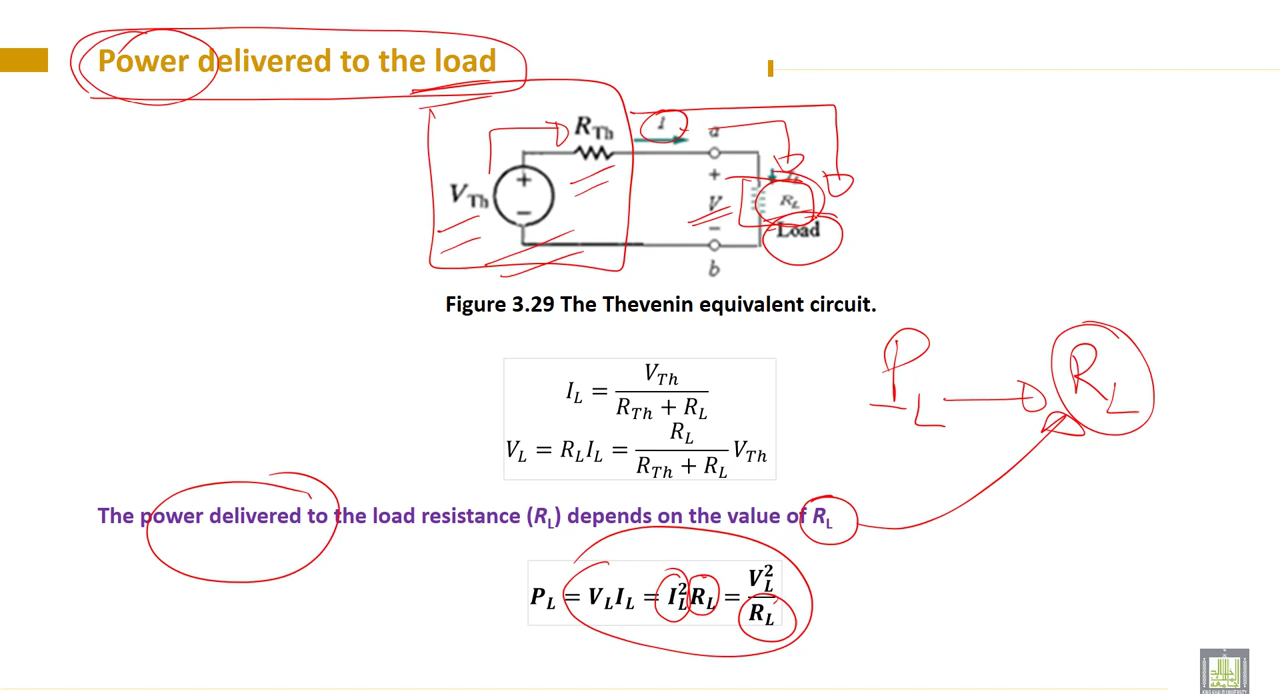 Power delivered to the load
R_Th
I
a
+
V_Th
+
−
V
R_L
−
Load
b
Figure 3.29 The Thevenin equivalent circuit.
I_L = V_Th / (R_Th + R_L)
V_L = R_L I_L = R_L / (R_Th + R_L) V_Th
P_L → R_L
The power delivered to the load resistance (R_L) depends on the value of R_L
P_L = V_L I_L = I_L^2 R_L = V_L^2 / R_L